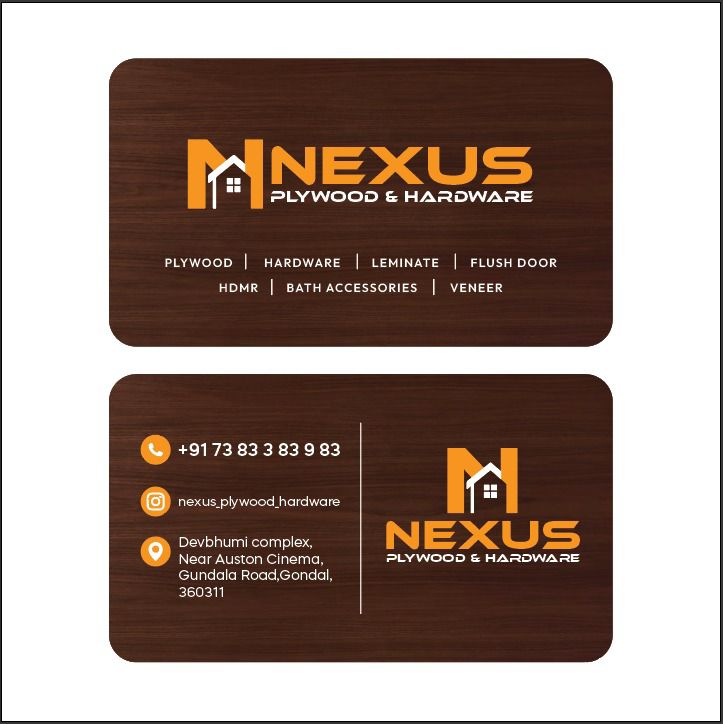 NEXUS
PLYWOOD & HARDWARE
PLYWOOD | HARDWARE | LEMINATE | FLUSH DOOR
HDMR | BATH ACCESSORIES | VENEER
+91 73 83 3 83 9 83
nexus_plywood_hardware
Devbhumi complex,
Near Auston Cinema,
Gundala Road,Gondal,
360311
N
NEXUS
PLYWOOD & HARDWARE